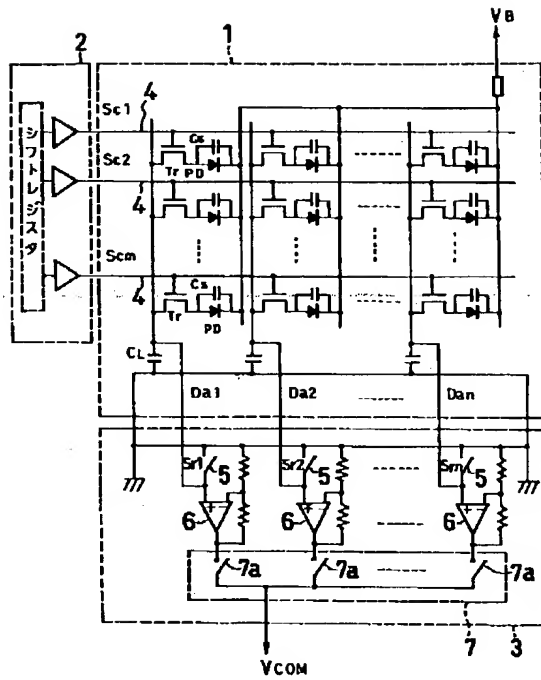 VB
2
1
Sc1
4
Cs
Sc2
Tr
PD
4
シフトレジスタ
Scm
4
Cs
Tr
PD
CL
Da1
Da2
Dan
Sr1
5
Sr2
5
Srn
5
6
6
6
7a
7a
7a
7
3
VCOM